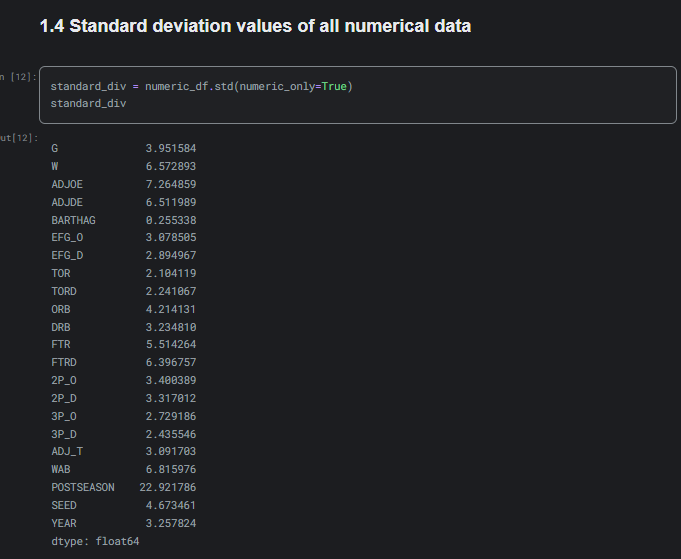 1.4 Standard deviation values of all numerical data
n [12]:
standard_div = numeric_df.std(numeric_only=True)
standard_div
ut[12]:
G 3.951584
W 6.572893
ADJOE 7.264859
ADJDE 6.511989
BARTHAG 0.255338
EFG_O 3.078505
EFG_D 2.894967
TOR 2.104119
TORD 2.241067
ORB 4.214131
DRB 3.234810
FTR 5.514264
FTRD 6.396757
2P_O 3.400389
2P_D 3.317012
3P_O 2.729186
3P_D 2.435546
ADJ_T 3.091703
WAB 6.815976
POSTSEASON 22.921786
SEED 4.673461
YEAR 3.257824
dtype: float64